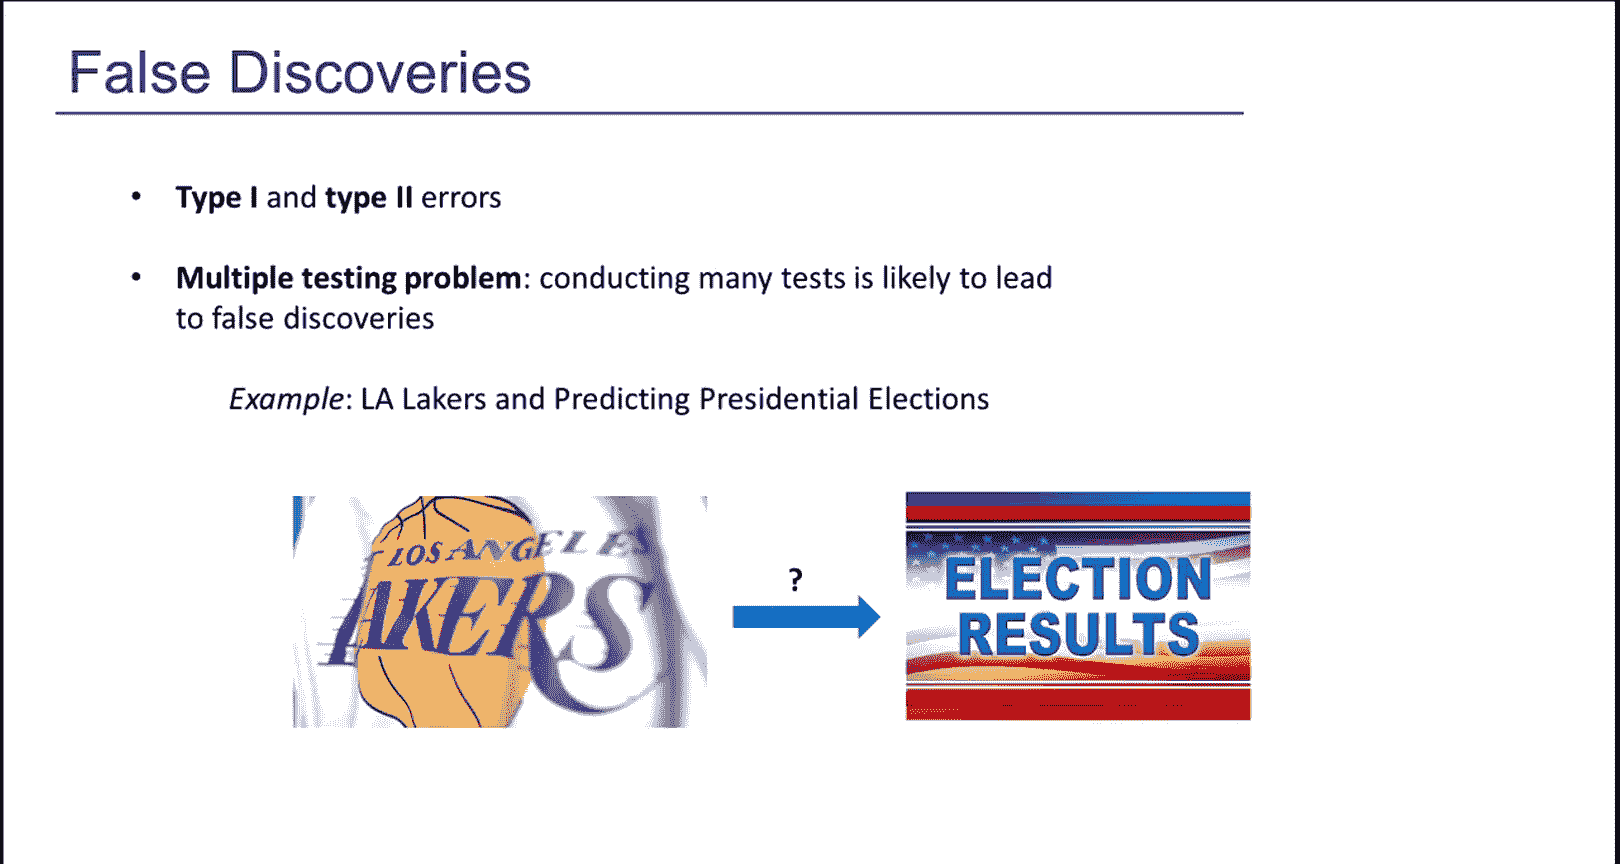 False Discoveries
• Type I and type II errors
• Multiple testing problem: conducting many tests is likely to lead
to false discoveries
Example: LA Lakers and Predicting Presidential Elections
LOS ANGELES
LAKERS
?
ELECTION
RESULTS